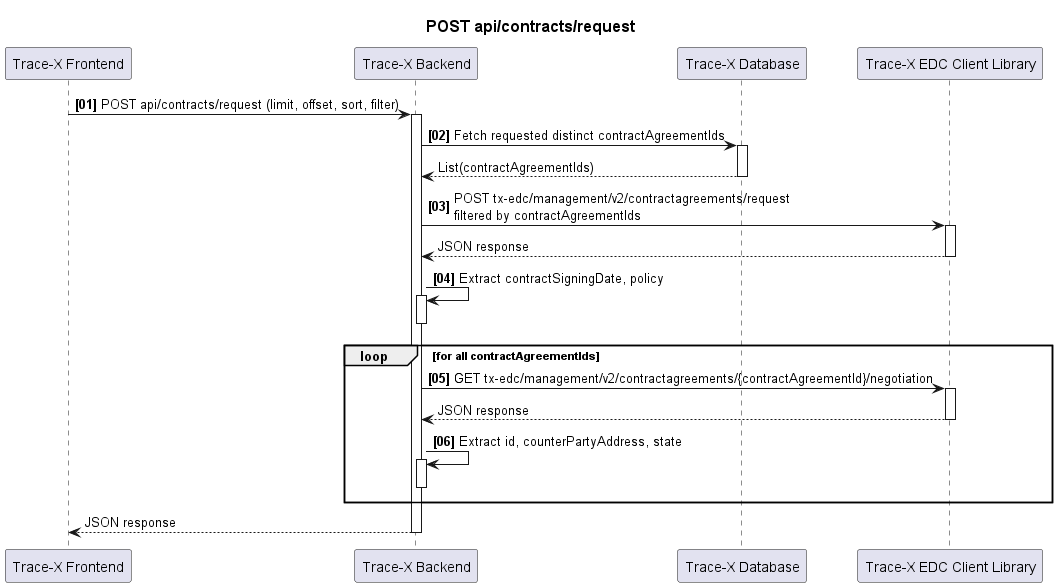 POST api/contracts/request
Trace-X Frontend
Trace-X Backend
Trace-X Database
Trace-X EDC Client Library
[01] POST api/contracts/request (limit, offset, sort, filter)
[02] Fetch requested distinct contractAgreementIds
List(contractAgreementIds)
[03] POST tx-edc/management/v2/contractagreements/request
filtered by contractAgreementIds
JSON response
[04] Extract contractSigningDate, policy
loop [for all contractAgreementIds]
[05] GET tx-edc/management/v2/contractagreements/{contractAgreementId}/negotiation
JSON response
[06] Extract id, counterPartyAddress, state
JSON response
Trace-X Frontend
Trace-X Backend
Trace-X Database
Trace-X EDC Client Library